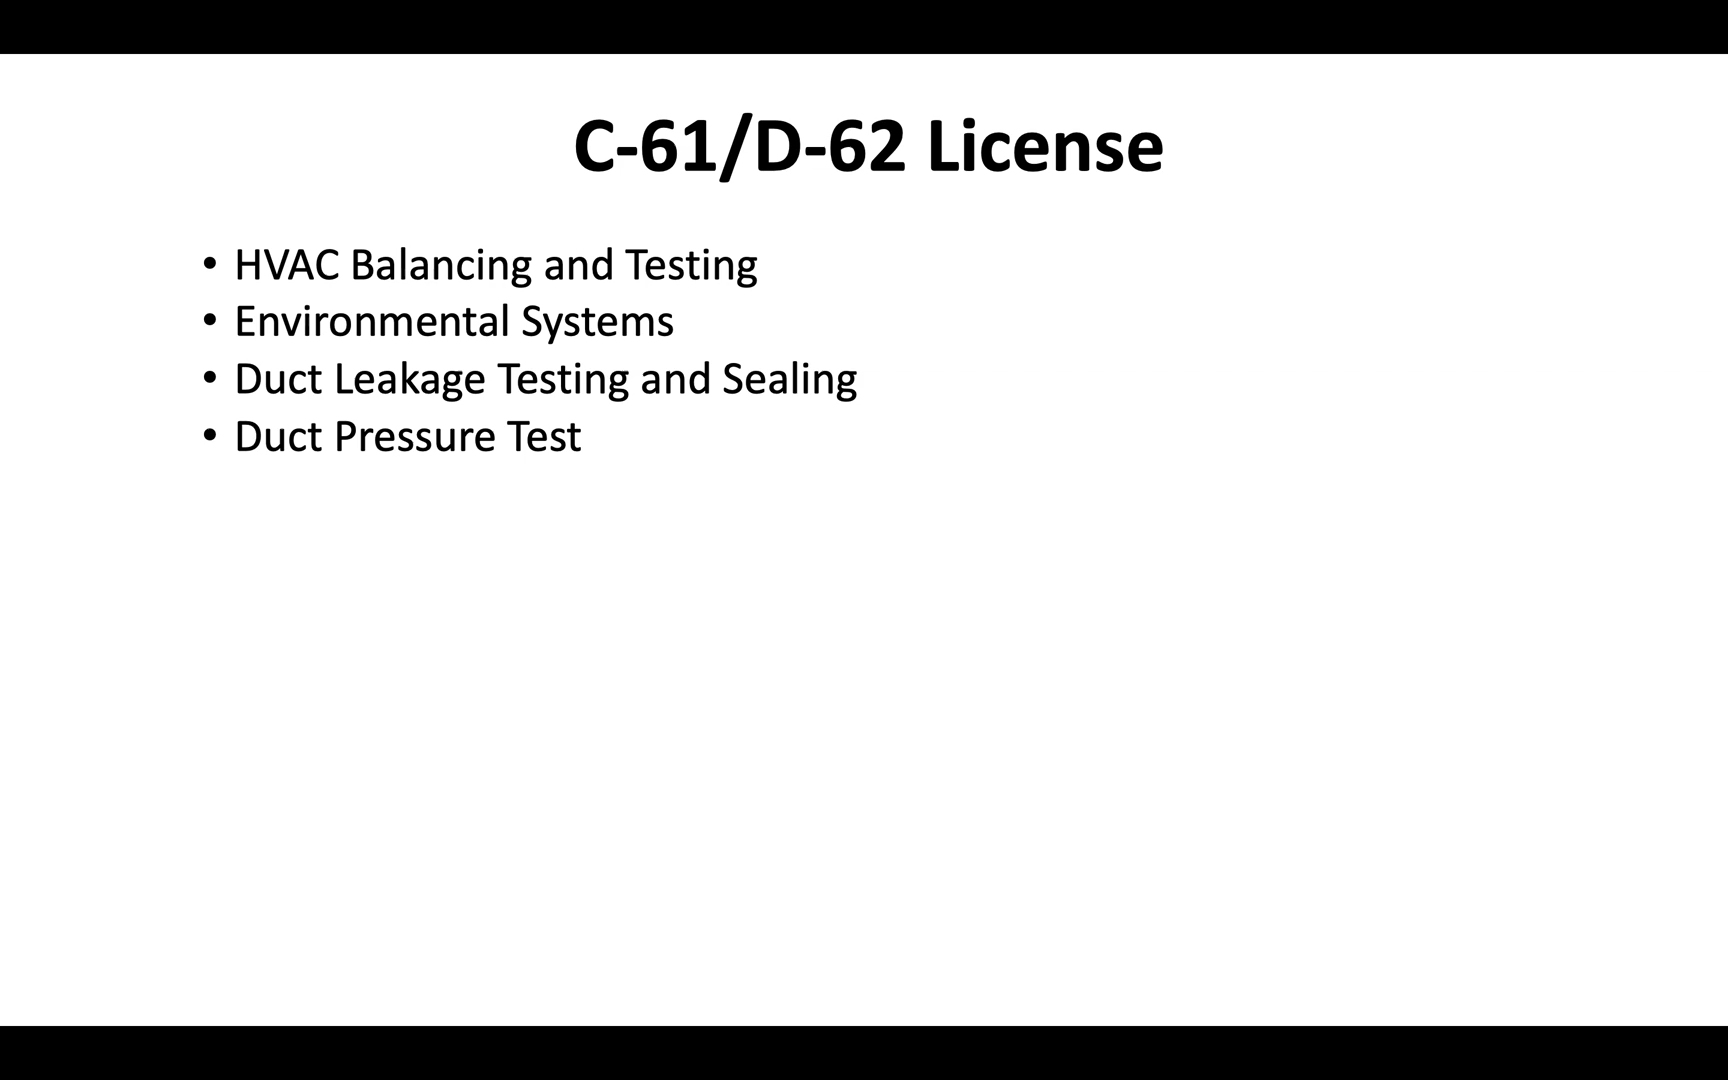 C-61/D-62 License
• HVAC Balancing and Testing
• Environmental Systems
• Duct Leakage Testing and Sealing
• Duct Pressure Test